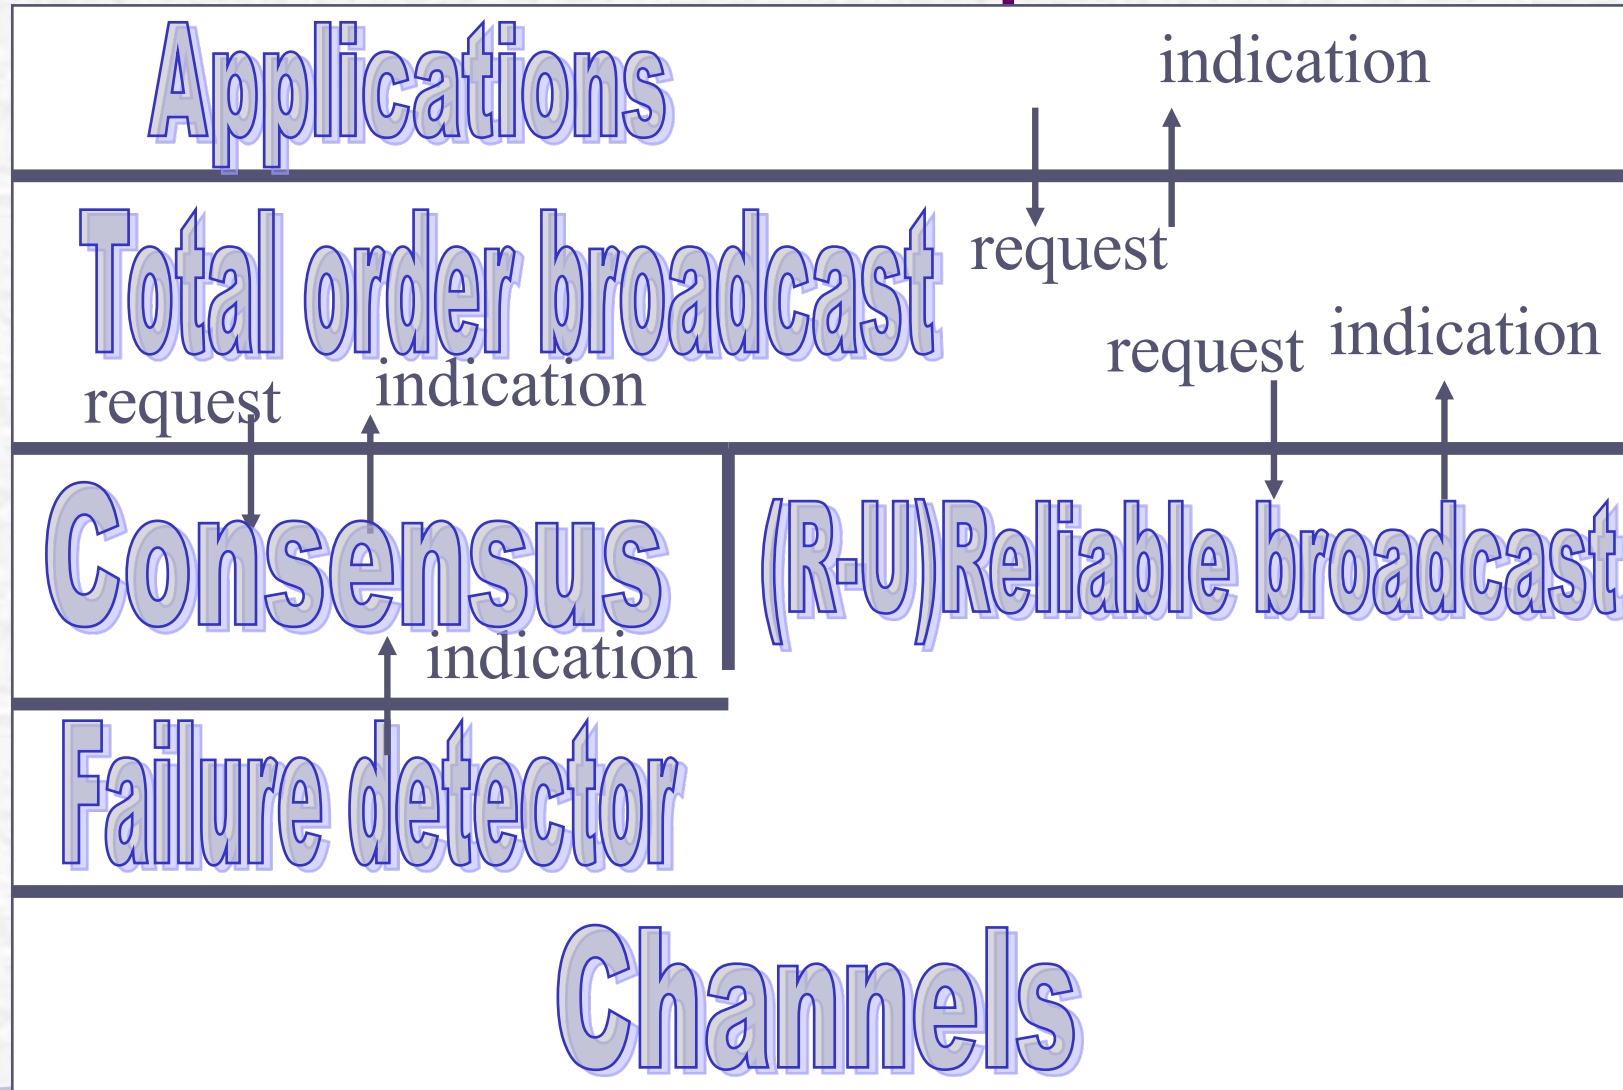 Applications
indication
request
Total order broadcast
request
indication
request
indication
Consensus
(R-U)Reliable broadcast
indication
Failure detector
Channels